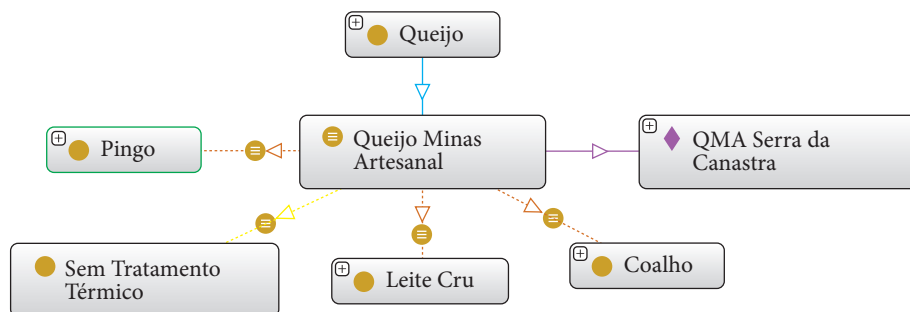 Queijo
Pingo
Queijo Minas
Artesanal
QMA Serra da
Canastra
Sem Tratamento
Térmico
Leite Cru
Coalho